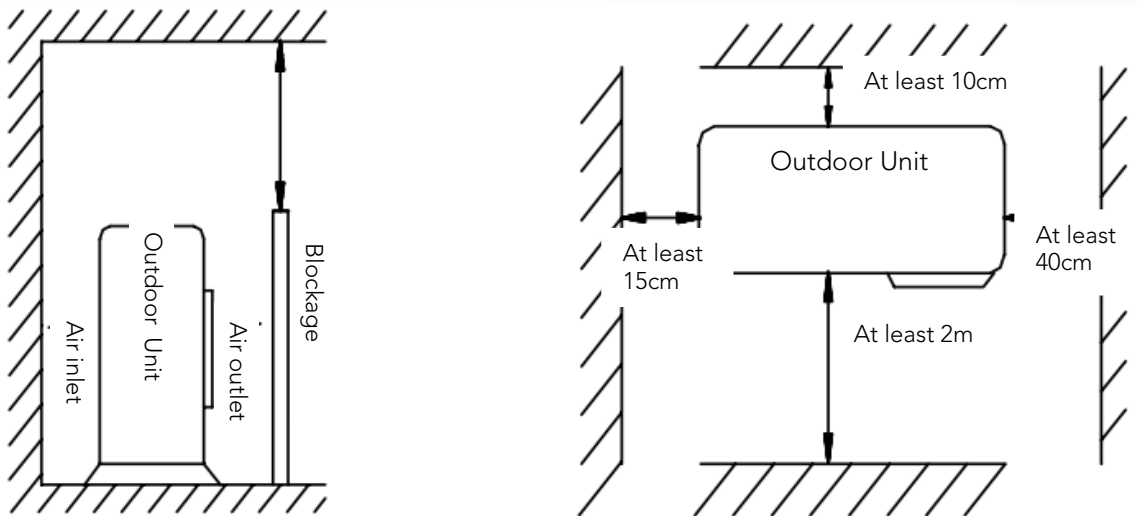 Air inlet
Outdoor Unit
Air outlet
Blockage
At least 10cm
Outdoor Unit
At least
15cm
At least
40cm
At least 2m